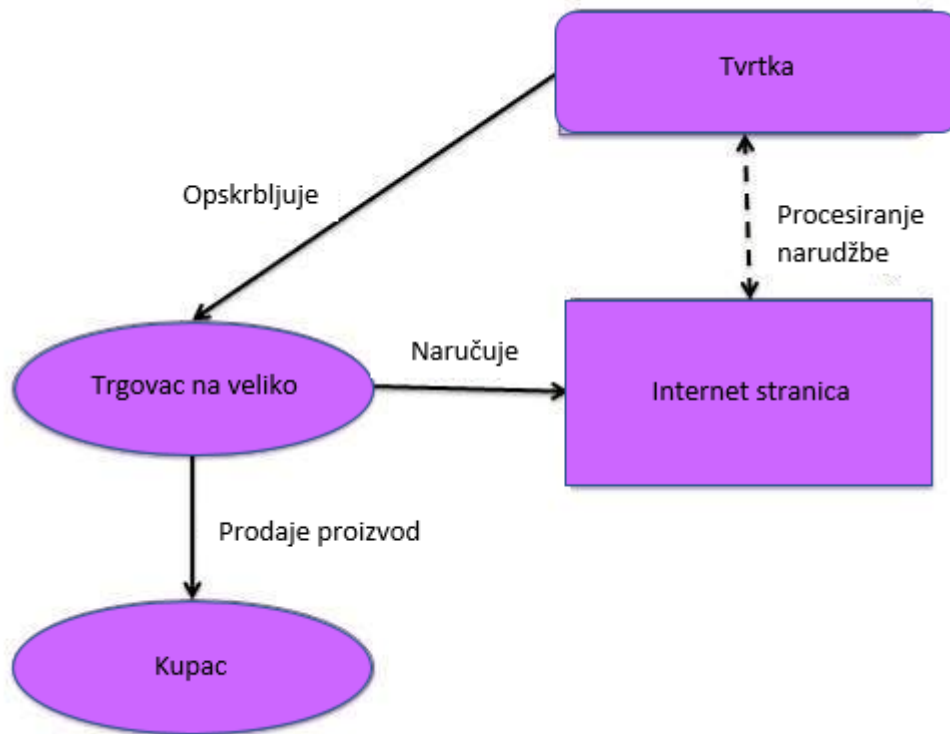 Tvrtka
Opskrbljuje
Procesiranje
narudžbe
Naručuje
Trgovac na veliko
Internet stranica
Prodaje proizvod
Kupac